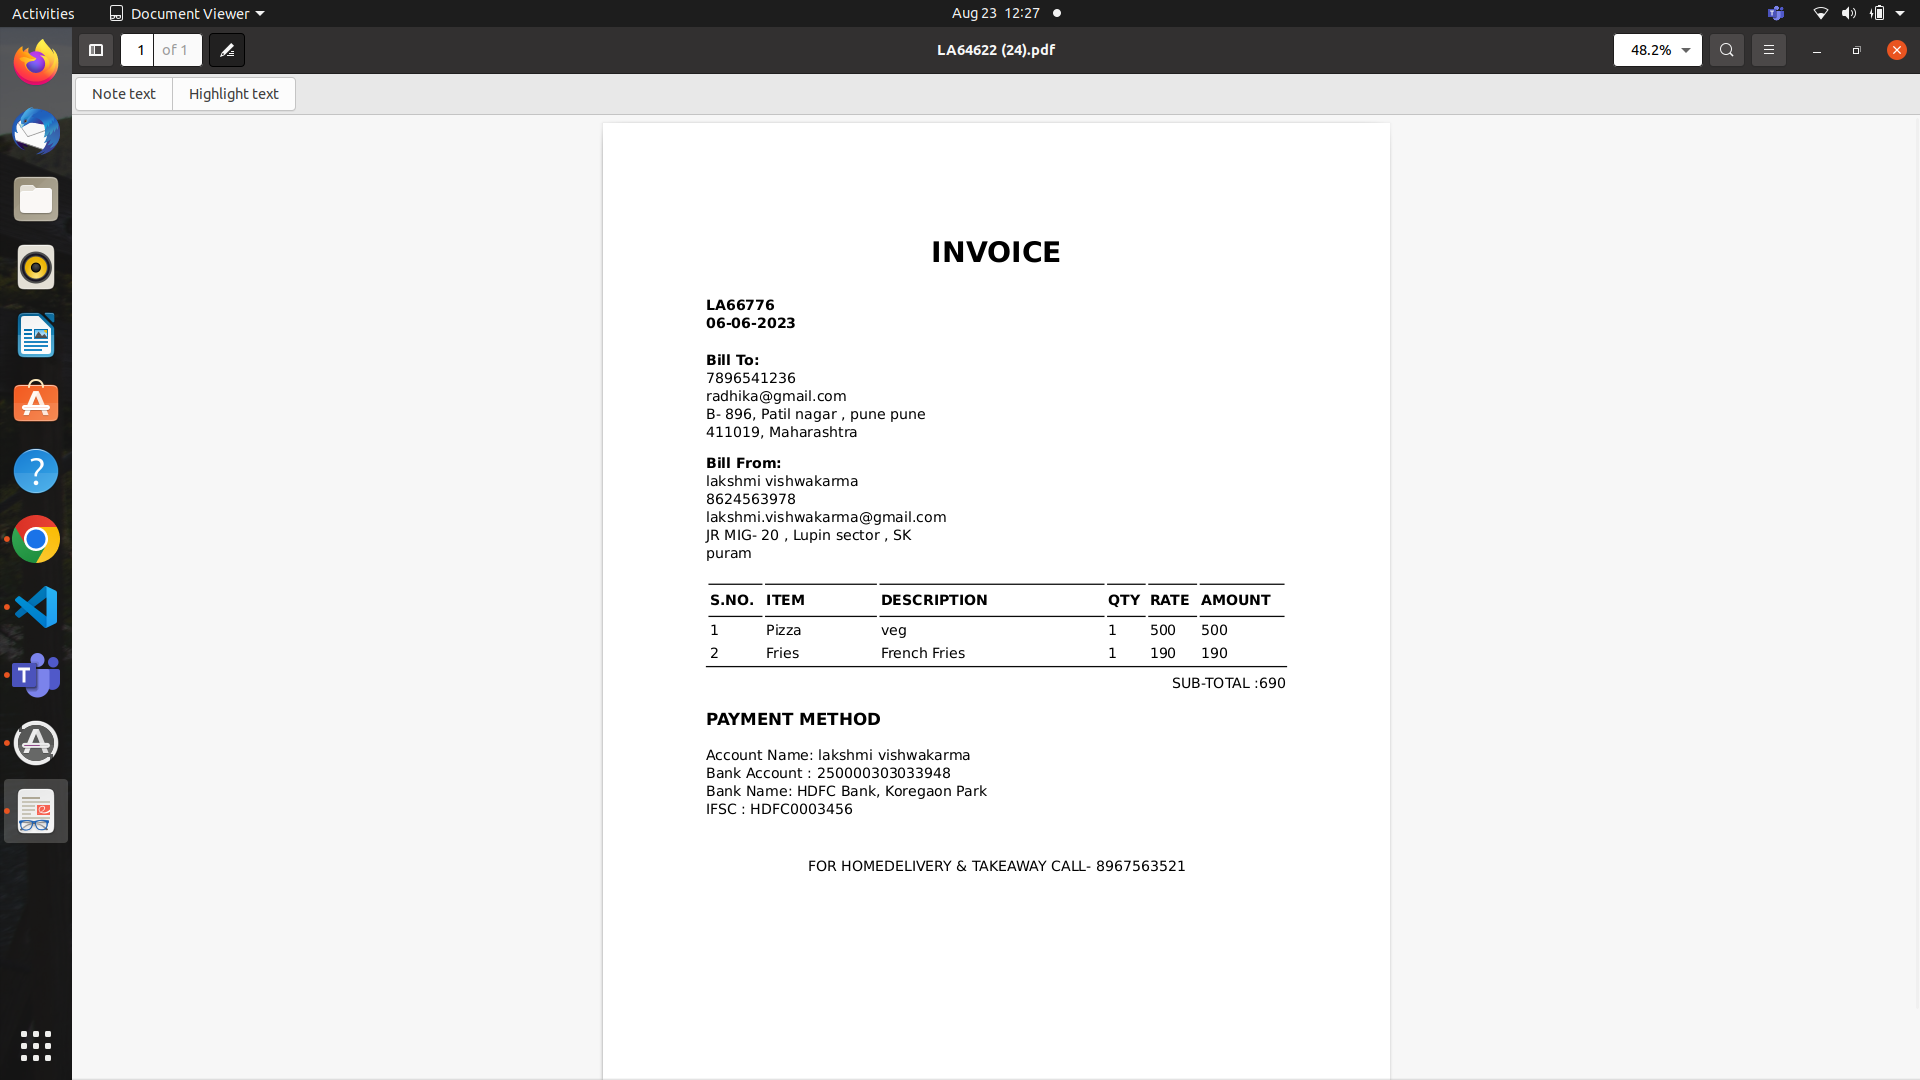 Activities Document Viewer Aug 23 12:27
1 of 1 LA64622 (24).pdf 48.2%
Note text Highlight text
INVOICE
LA66776
06-06-2023
Bill To:
7896541236
radhika@gmail.com
B- 896, Patil nagar , pune pune
411019, Maharashtra
Bill From:
lakshmi vishwakarma
8624563978
lakshmi.vishwakarma@gmail.com
JR MIG- 20 , Lupin sector , SK
puram
S.NO. ITEM DESCRIPTION QTY RATE AMOUNT
1 Pizza veg 1 500 500
2 Fries French Fries 1 190 190
SUB-TOTAL :690
PAYMENT METHOD
Account Name: lakshmi vishwakarma
Bank Account : 250000303033948
Bank Name: HDFC Bank, Koregaon Park
IFSC : HDFC0003456
FOR HOMEDELIVERY & TAKEAWAY CALL- 8967563521